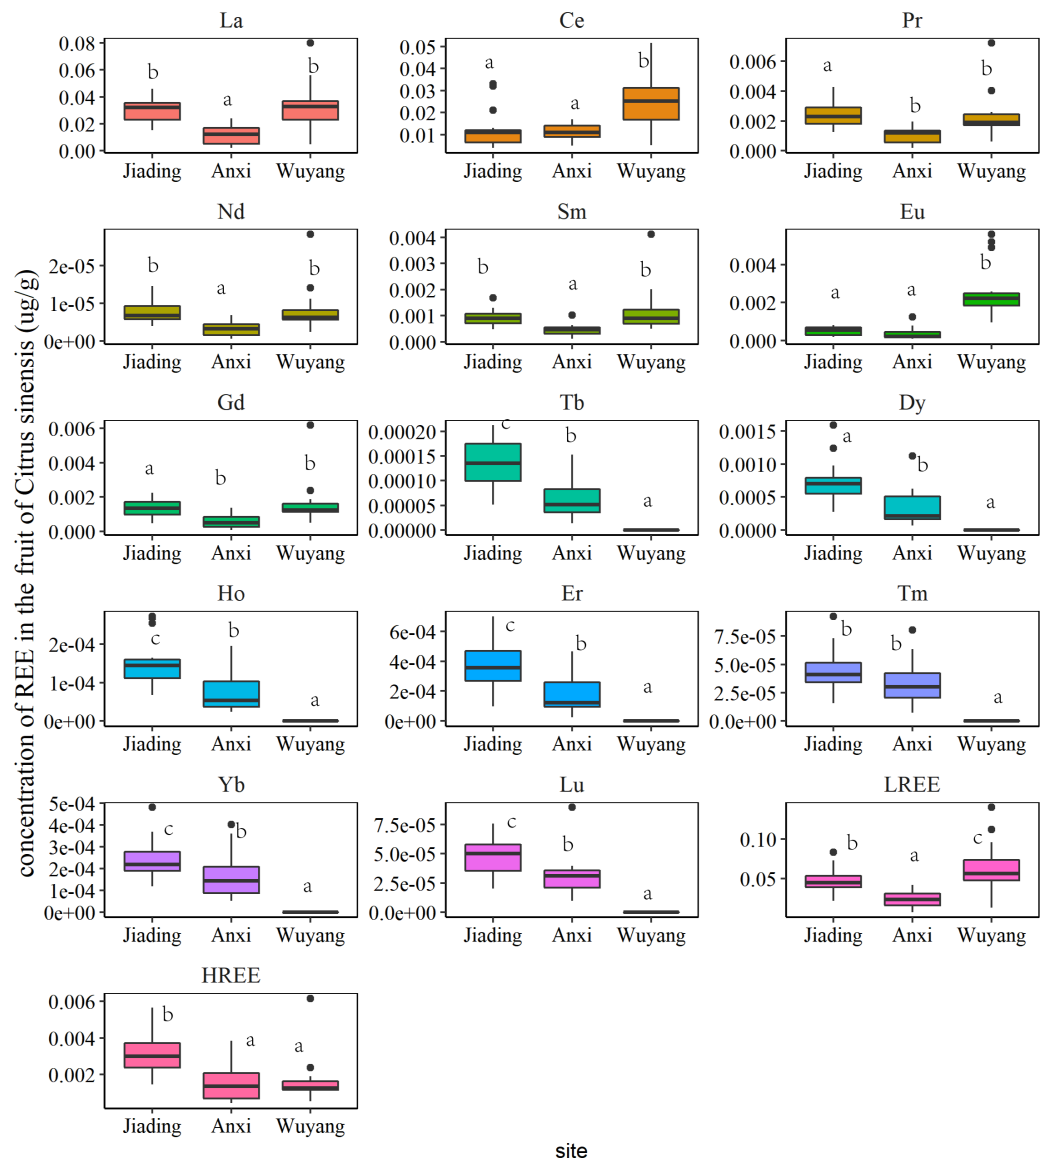 concentration of REE in the fruit of Citrus sinensis (ug/g)
La
0.08
0.06
0.04
0.02
0.00
b
a
b
Jiading Anxi Wuyang
Ce
0.05
0.04
0.03
0.02
0.01
a
a
b
Jiading Anxi Wuyang
Pr
0.006
0.004
0.002
0.000
a
b
b
Jiading Anxi Wuyang
Nd
2e-05
1e-05
0e+00
b
a
b
Jiading Anxi Wuyang
Sm
0.004
0.003
0.002
0.001
0.000
b
a
b
Jiading Anxi Wuyang
Eu
0.004
0.002
0.000
a
a
b
Jiading Anxi Wuyang
Gd
0.006
0.004
0.002
0.000
a
b
b
Jiading Anxi Wuyang
Tb
0.00020
0.00015
0.00010
0.00005
0.00000
c
b
a
Jiading Anxi Wuyang
Dy
0.0015
0.0010
0.0005
0.0000
a
b
a
Jiading Anxi Wuyang
Ho
2e-04
1e-04
0e+00
c
b
a
Jiading Anxi Wuyang
Er
6e-04
4e-04
2e-04
0e+00
c
b
a
Jiading Anxi Wuyang
Tm
7.5e-05
5.0e-05
2.5e-05
0.0e+00
b
b
a
Jiading Anxi Wuyang
Yb
5e-04
4e-04
3e-04
2e-04
1e-04
0e+00
c
b
a
Jiading Anxi Wuyang
Lu
7.5e-05
5.0e-05
2.5e-05
0.0e+00
c
b
a
Jiading Anxi Wuyang
LREE
0.10
0.05
b
a
c
Jiading Anxi Wuyang
HREE
0.006
0.004
0.002
b
a
a
Jiading Anxi Wuyang
site